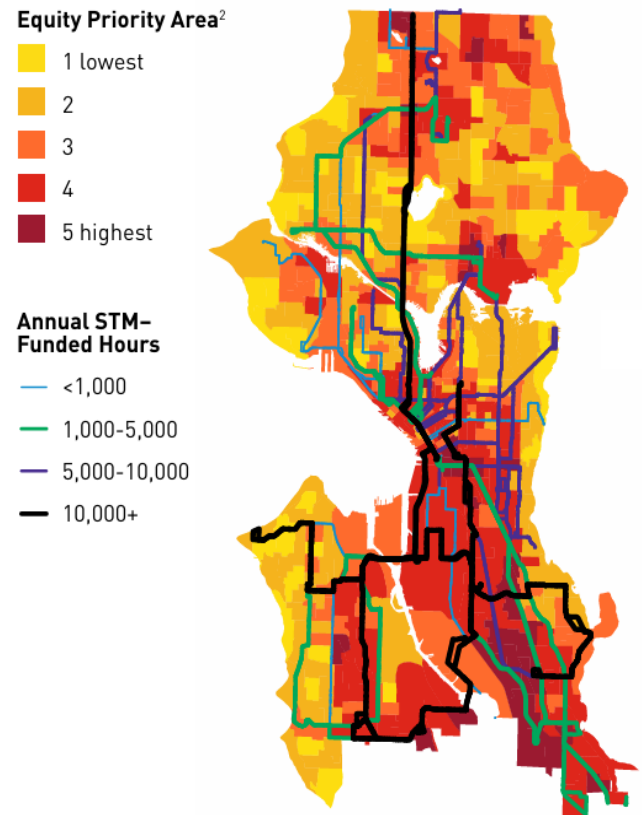 Equity Priority Area²
1 lowest
2
3
4
5 highest
Annual STM–
Funded Hours
<1,000
1,000-5,000
5,000-10,000
10,000+